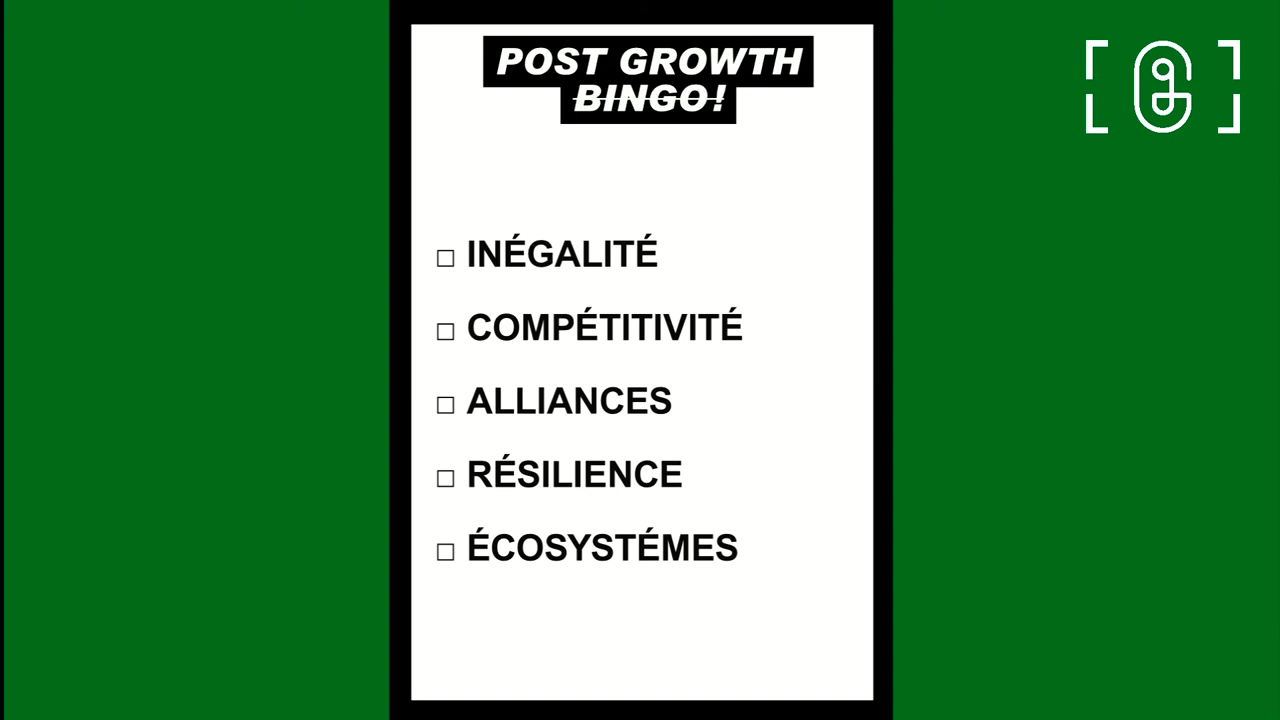 POST GROWTH
BINGO!
□ INÉGALITÉ
□ COMPÉTITIVITÉ
□ ALLIANCES
□ RÉSILIENCE
□ ÉCOSYSTÉMES